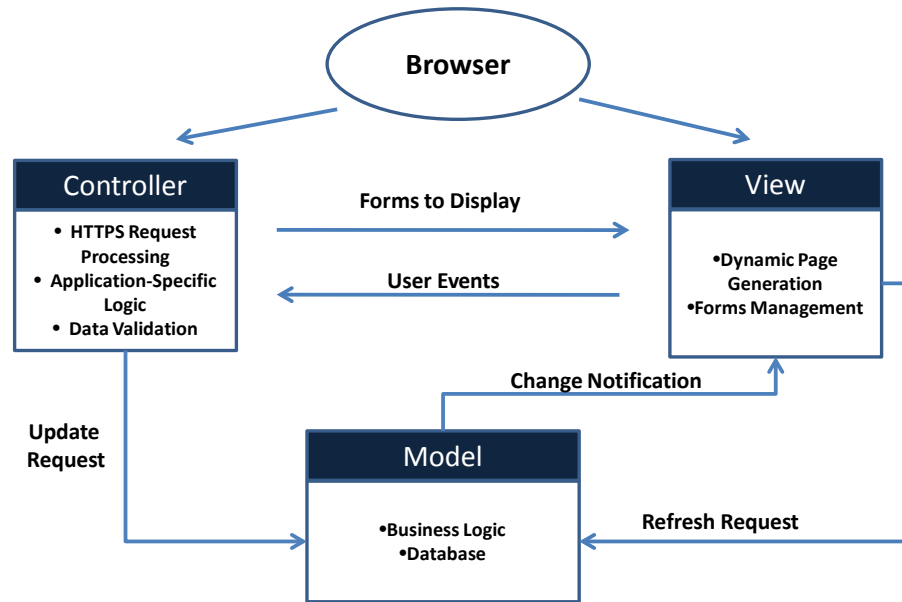 Browser
Controller
• HTTPS Request
Processing
• Application-Specific
Logic
• Data Validation
Forms to Display
User Events
View
•Dynamic Page
Generation
•Forms Management
Change Notification
Update
Request
Model
•Business Logic
•Database
Refresh Request